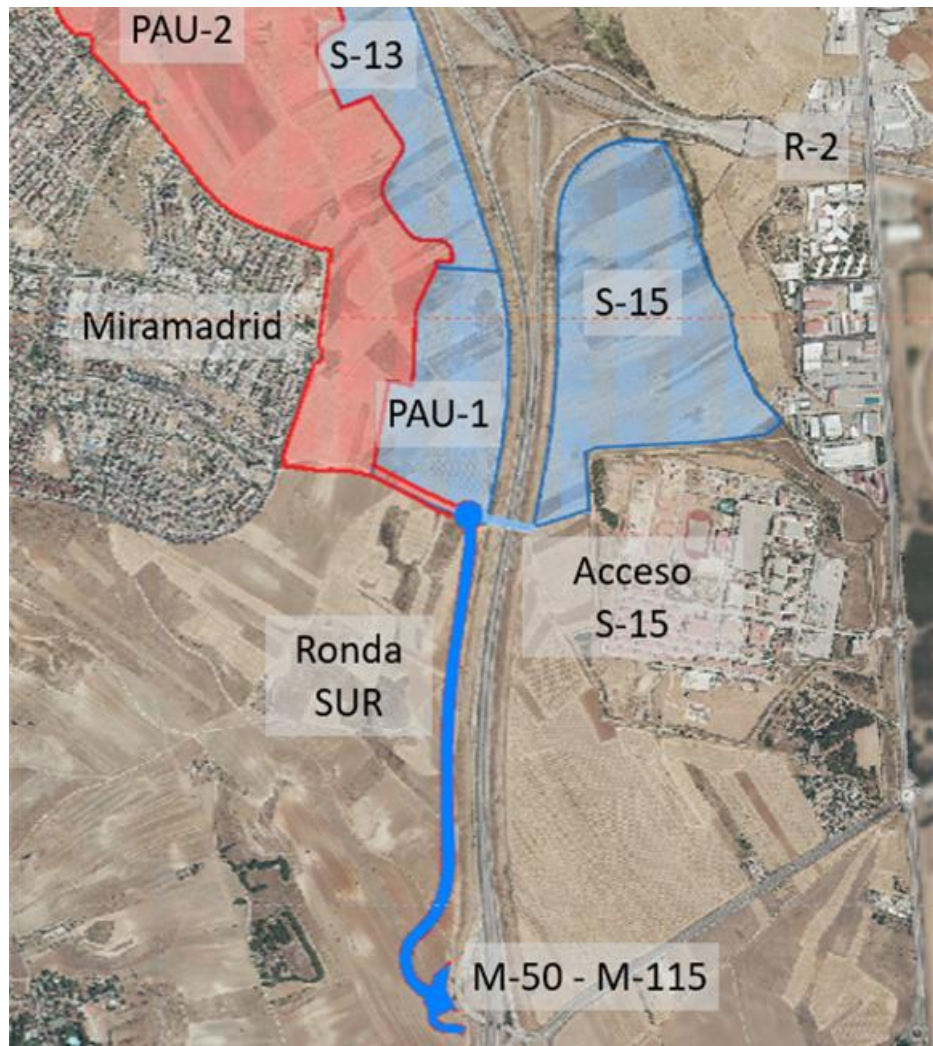 PAU-2
S-13
R-2
S-15
Miramadrid
PAU-1
Acceso
S-15
Ronda
SUR
M-50 - M-115